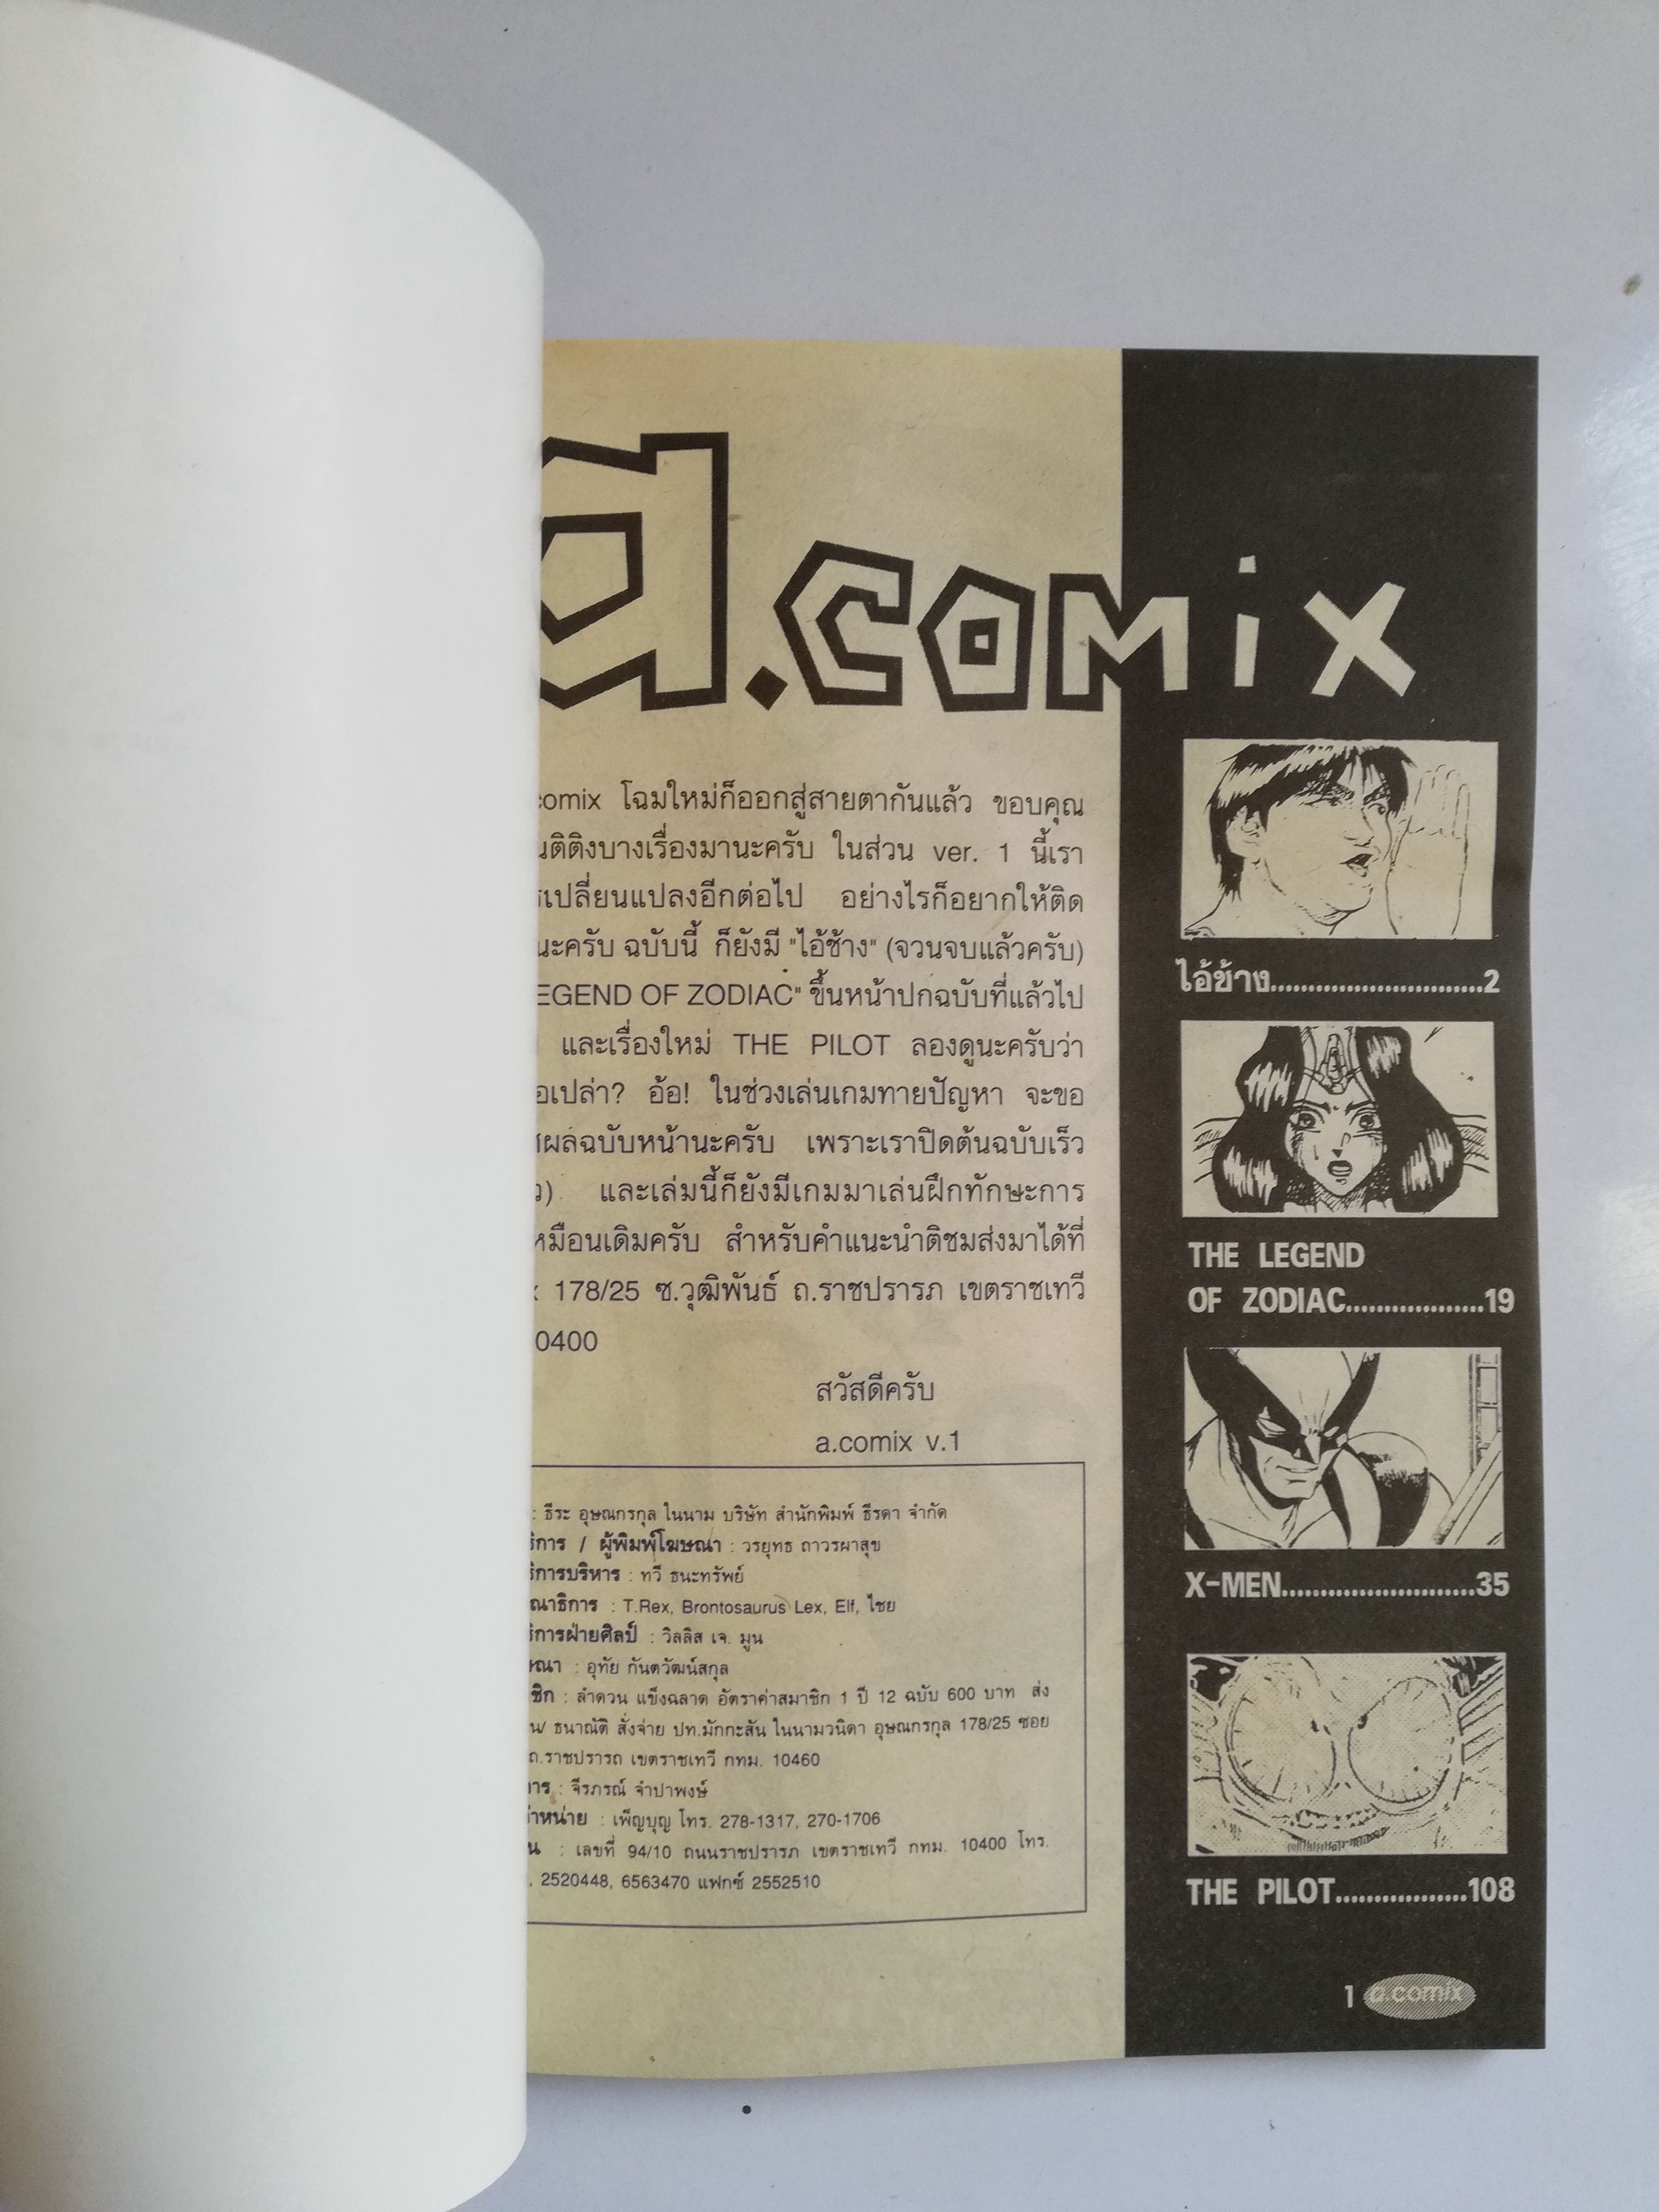 a.comix
comix โฉมใหม่ก็ออกสู่สายตากันแล้ว ขอบคุณ
ติติงบางเรื่องมานะครับ ในส่วน ver. 1 นี้เรา
เปลี่ยนแปลงอีกต่อไป อย่างไรก็อยากให้ติด
นะครับ ฉบับนี้ ก็ยังมี "ไอ้ช้าง" (จวนจบแล้วครับ)
EGEND OF ZODIAC" ขึ้นหน้าปกฉบับที่แล้วไป
และเรื่องใหม่ THE PILOT ลองดูนะครับว่า
อเปล่า? อ้อ! ในช่วงเล่นเกมทายปัญหา จะขอ
ผลฉบับหน้านะครับ เพราะเราปิดต้นฉบับเร็ว
ว) และเล่มนี้ก็ยังมีเกมมาเล่นฝึกทักษะการ
หมือนเดิมครับ สำหรับคำแนะนำติชมส่งมาได้ที่
x 178/25 ซ.วุฒิพันธ์ ถ.ราชปรารภ เขตราชเทวี
0400
สวัสดีครับ
a.comix v.1
: ธีระ อุษณกรกุล ในนาม บริษัท สำนักพิมพ์ ธีรดา จำกัด
ธิการ / ผู้พิมพ์โฆษณา : วรยุทธ ถาวรผาสุข
ธิการบริหาร : ทวี ธนะทรัพย์
ณาธิการ : T.Rex, Brontosaurus Lex, Elf, ไชย
ธิการฝ่ายศิลป์ : วิลลิส เจ. มูน
ษณา : อุทัย กันตวัฒน์สกุล
ชิก : ลำดวน แข็งฉลาด อัตราค่าสมาชิก 1 ปี 12 ฉบับ 600 บาท ส่ง
น/ ธนาณัติ สั่งจ่าย ปท.มักกะสัน ในนามวนิดา อุษณกรกุล 178/25 ซอย
ถ.ราชปรารถ เขตราชเทวี กทม. 10460
การ : จีรภรณ์ จำปาพงษ์
จำหน่าย : เพ็ญบุญ โทร. 278-1317, 270-1706
น : เลขที่ 94/10 ถนนราชปรารภ เขตราชเทวี กทม. 10400 โทร.
, 2520448, 6563470 แฟกซ์ 2552510
ไอ้ข้าง............................2
THE LEGEND
OF ZODIAC..................19
X-MEN.........................35
THE PILOT.................108
1 a.comix